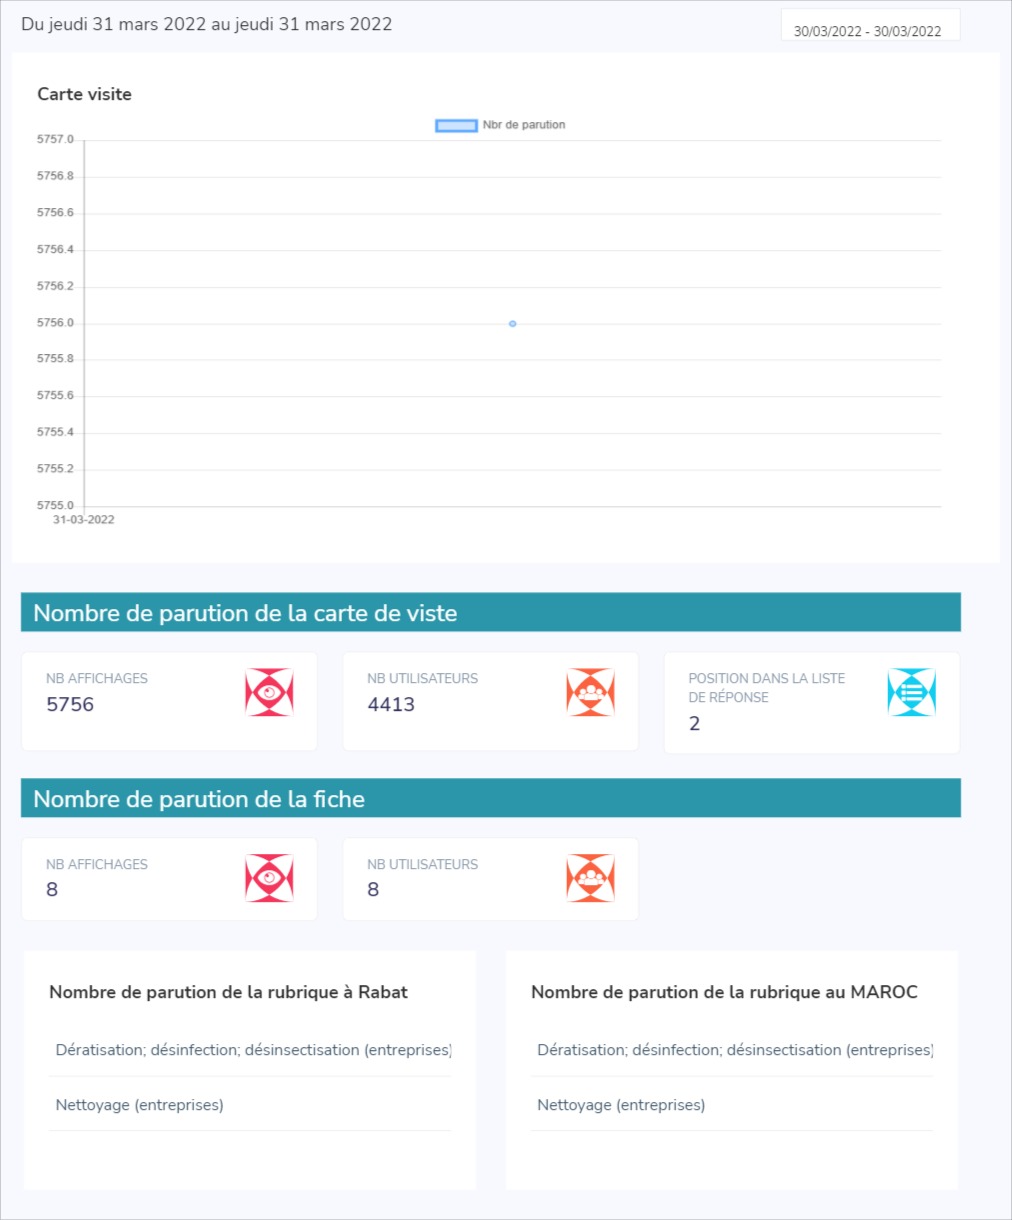 Du jeudi 31 mars 2022 au jeudi 31 mars 2022
30/03/2022 - 30/03/2022
Carte visite
Nbr de parution
5757.0
5756.8
5756.6
5756.4
5756.2
5756.0
5755.8
5755.6
5755.4
5755.2
5755.0
31-03-2022
Nombre de parution de la carte de viste
NB AFFICHAGES
5756
NB UTILISATEURS
4413
POSITION DANS LA LISTE
DE RÉPONSE
2
Nombre de parution de la fiche
NB AFFICHAGES
8
NB UTILISATEURS
8
Nombre de parution de la rubrique à Rabat
Dératisation; désinfection; désinsectisation (entreprises)
Nettoyage (entreprises)
Nombre de parution de la rubrique au MAROC
Dératisation; désinfection; désinsectisation (entreprises)
Nettoyage (entreprises)